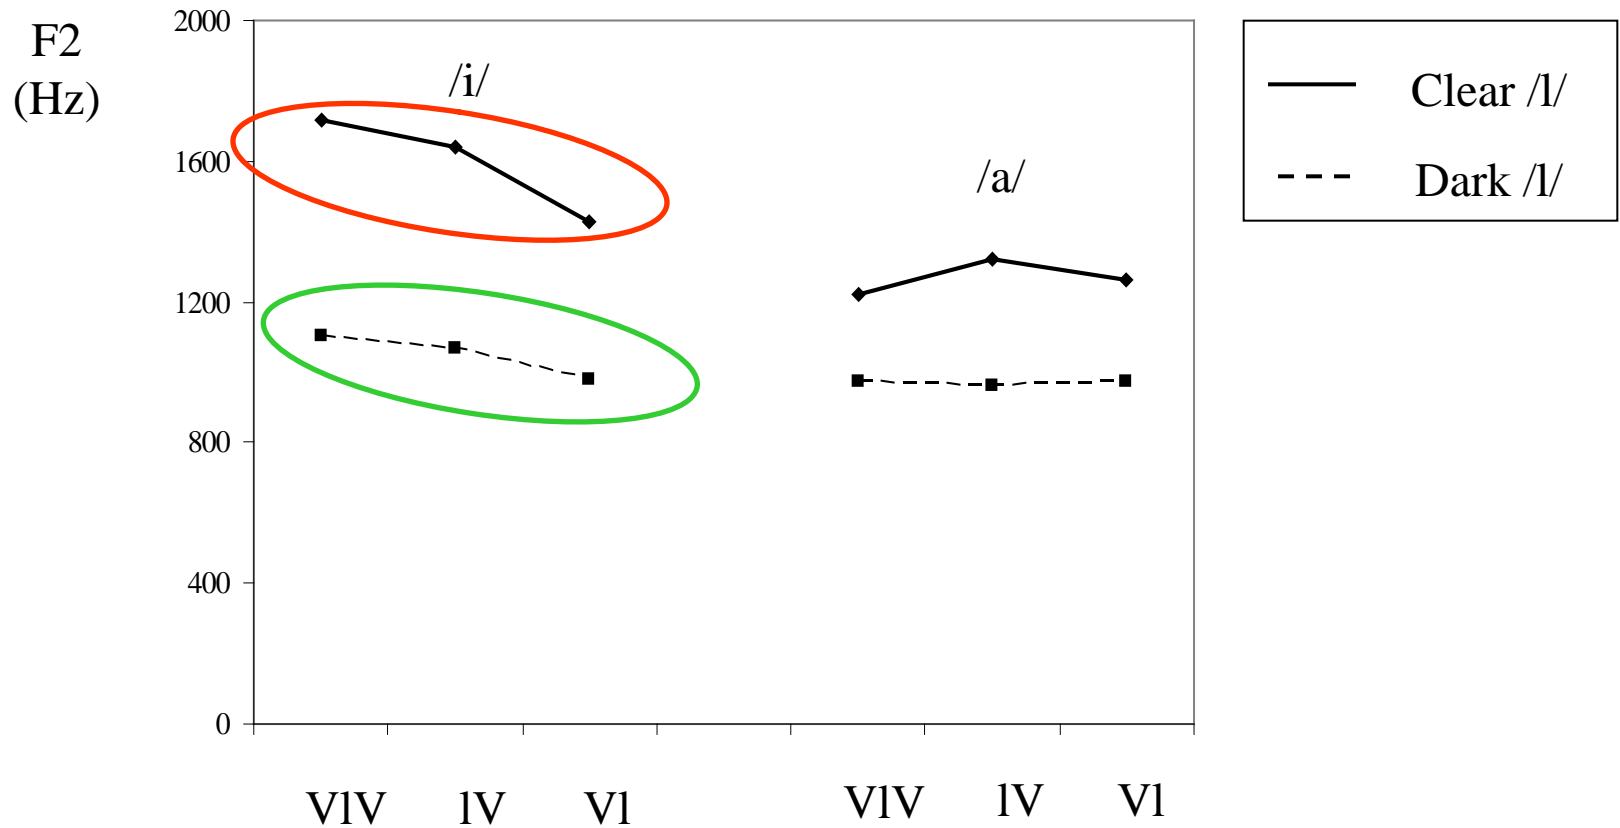 F2
(Hz)
2000
1600
1200
800
400
0
/i/
/a/
VlV lV Vl VlV lV Vl
Clear /l/
Dark /l/